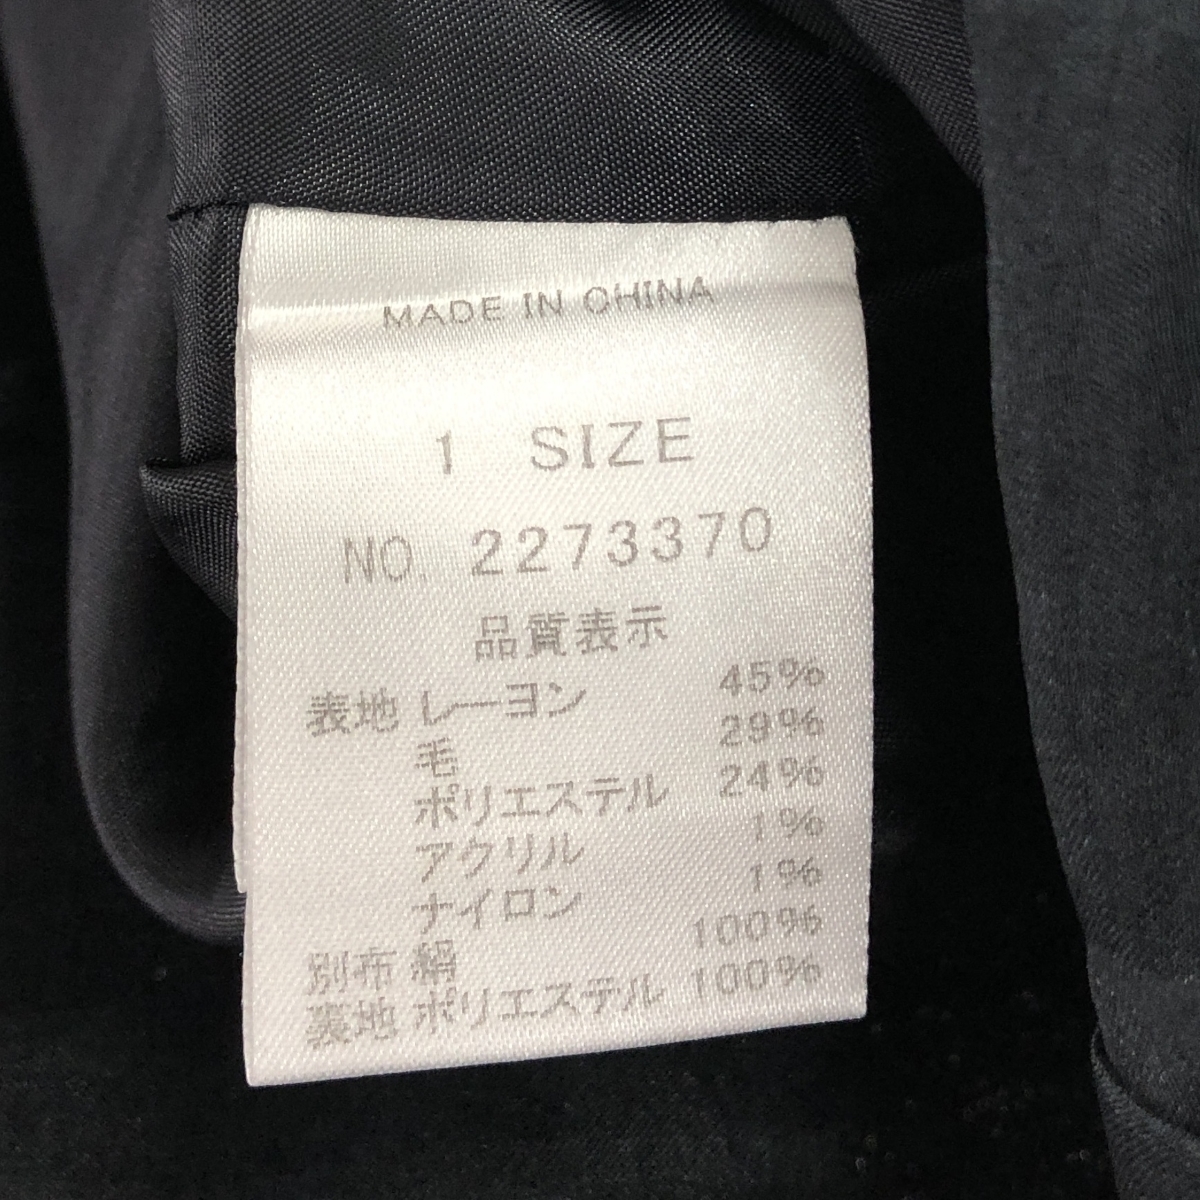 MADE IN CHINA
1 SIZE
NO. 2273370
品質表示
表地 レーヨン 45%
毛 29%
ポリエステル 24%
アクリル 1%
ナイロン 1%
別布 絹 100%
裏地 ポリエステル 100%